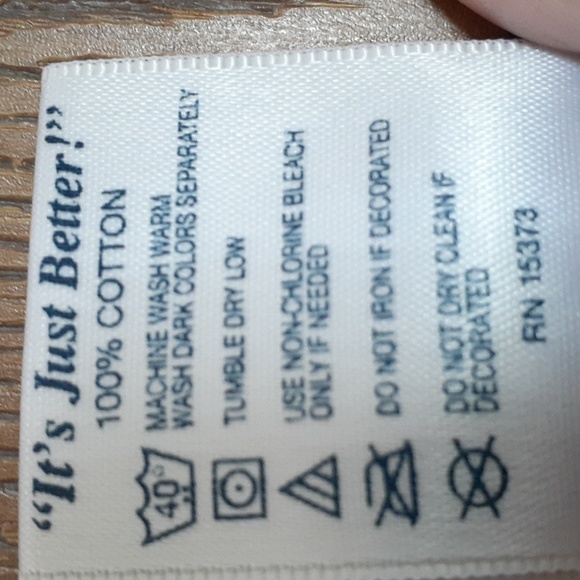 “It's Just Better!”
100% COTTON
MACHINE WASH WARM
WASH DARK COLORS SEPARATELY
40°
TUMBLE DRY LOW
USE NON-CHLORINE BLEACH
ONLY IF NEEDED
DO NOT IRON IF DECORATED
DO NOT DRY CLEAN IF
DECORATED
RN 15373